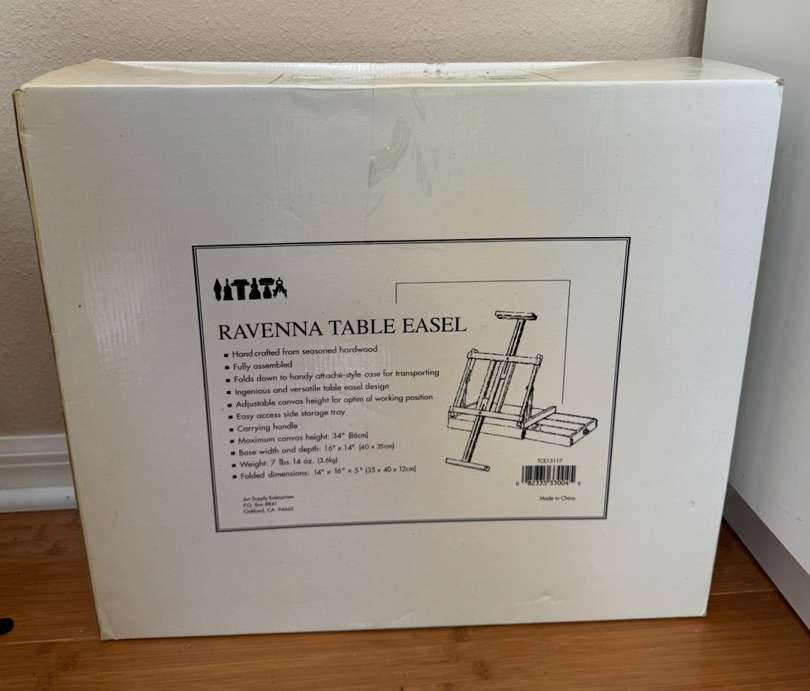 RAVENNA TABLE EASEL
▪ Hand crafted from seasoned hardwood
▪ Fully assembled
▪ Folds down to handy attaché-style case for transporting
▪ Ingenious and versatile table easel design
▪ Adjustable canvas height for optimal working position
▪ Easy access side storage tray
▪ Carrying handle
▪ Maximum canvas height: 34" (86cm)
▪ Base width and depth: 16" x 14" (40 x 35cm)
▪ Weight: 7 lbs. 14 oz. (3.6kg)
▪ Folded dimensions: 14" x 16" x 5" (35 x 40 x 12cm)
Art Supply Enterprises
P.O. Box 8841
Oakland, CA 94662
TCE13117
Made in China